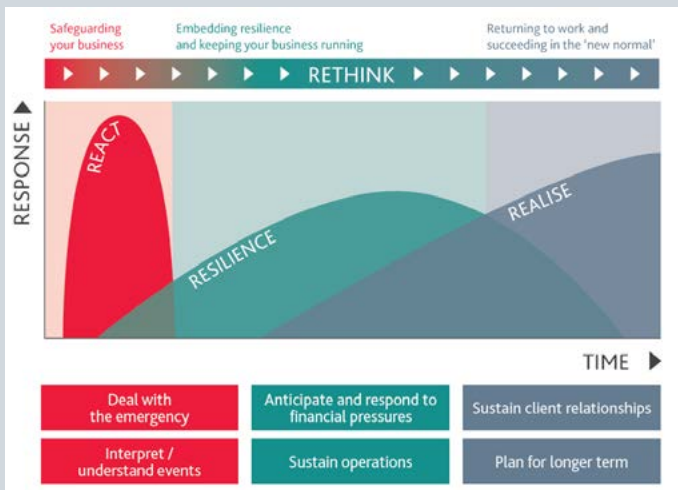 Safeguarding
your business
Embedding resilience
and keeping your business running
Returning to work and
succeeding in the ‘new normal’
RETHINK
RESPONSE
REACT
RESILIENCE
REALISE
TIME
Deal with
the emergency
Anticipate and respond to
financial pressures
Sustain client relationships
Interpret /
understand events
Sustain operations
Plan for longer term